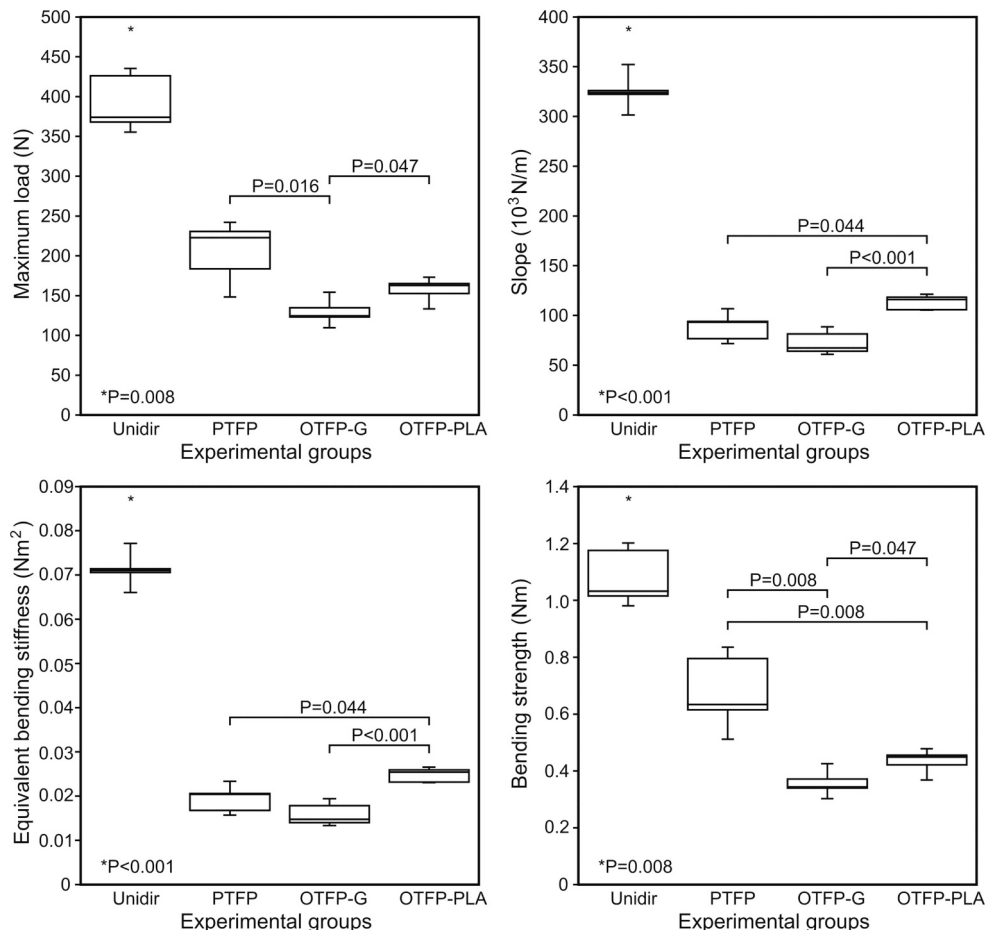 500
450
400
350
300
250
200
150
100
50
0
Maximum load (N)
*
P=0.016
P=0.047
*P=0.008
Unidir PTFP OTFP-G OTFP-PLA
Experimental groups
400
350
300
250
200
150
100
50
0
Slope (10³ N/m)
*
P=0.044
P<0.001
*P<0.001
Unidir PTFP OTFP-G OTFP-PLA
Experimental groups
0.09
0.08
0.07
0.06
0.05
0.04
0.03
0.02
0.01
0
Equivalent bending stiffness (Nm²)
*
P=0.044
P<0.001
*P<0.001
Unidir PTFP OTFP-G OTFP-PLA
Experimental groups
1.4
1.2
1.0
0.8
0.6
0.4
0.2
0
Bending strength (Nm)
*
P=0.047
P=0.008
P=0.008
*P=0.008
Unidir PTFP OTFP-G OTFP-PLA
Experimental groups